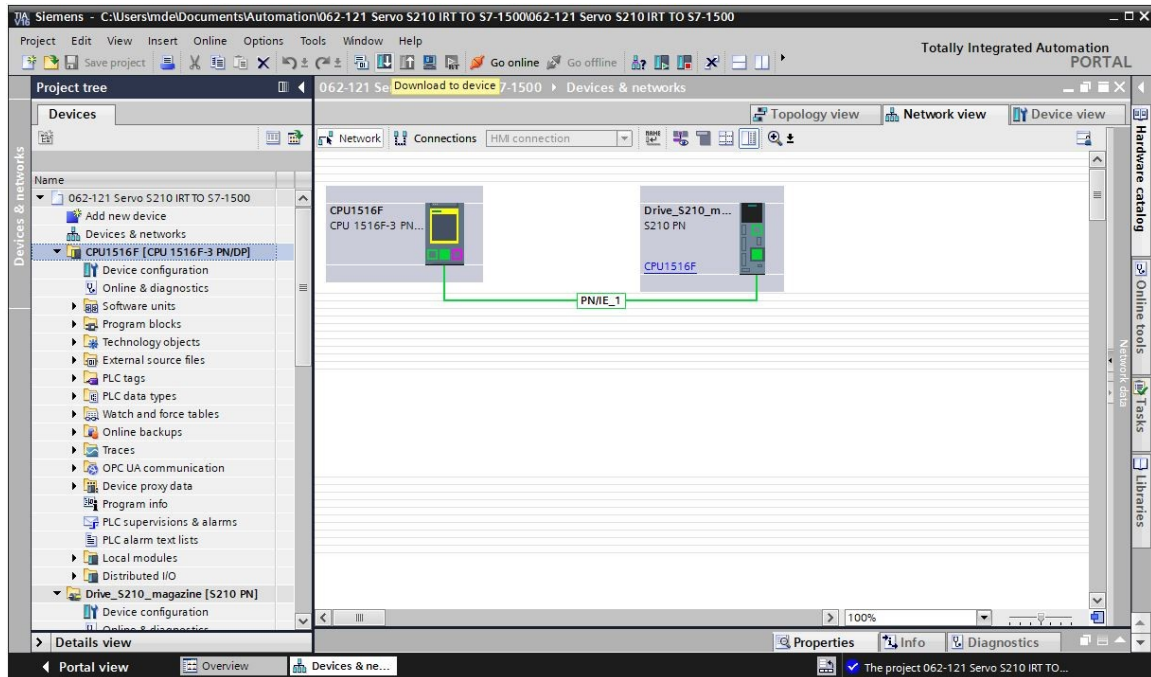 Siemens - C:\Users\mde\Documents\Automation\062-121 Servo S210 IRT TO S7-1500\062-121 Servo S210 IRT TO S7-1500
Project Edit View Insert Online Options Tools Window Help
Totally Integrated Automation
PORTAL
Save project
Go online
Go offline
Download to device
Project tree
062-121 Se
7-1500
Devices & networks
Devices
Topology view
Network view
Device view
Network
Connections
HMI connection
Name
062-121 Servo S210 IRT TO S7-1500
Add new device
Devices & networks
CPU1516F [CPU 1516F-3 PN/DP]
Device configuration
Online & diagnostics
Software units
Program blocks
Technology objects
External source files
PLC tags
PLC data types
Watch and force tables
Online backups
Traces
OPC UA communication
Device proxy data
Program info
PLC supervisions & alarms
PLC alarm text lists
Local modules
Distributed I/O
Drive_S210_magazine [S210 PN]
Device configuration
Online & diagnostics
Details view
CPU1516F
CPU 1516F-3 PN...
Drive_S210_m...
S210 PN
CPU1516F
PN/IE_1
100%
Properties
Info
Diagnostics
Devices & networks
Hardware catalog
Online tools
Tasks
Libraries
Network data
Portal view
Overview
Devices & ne...
The project 062-121 Servo S210 IRT TO...